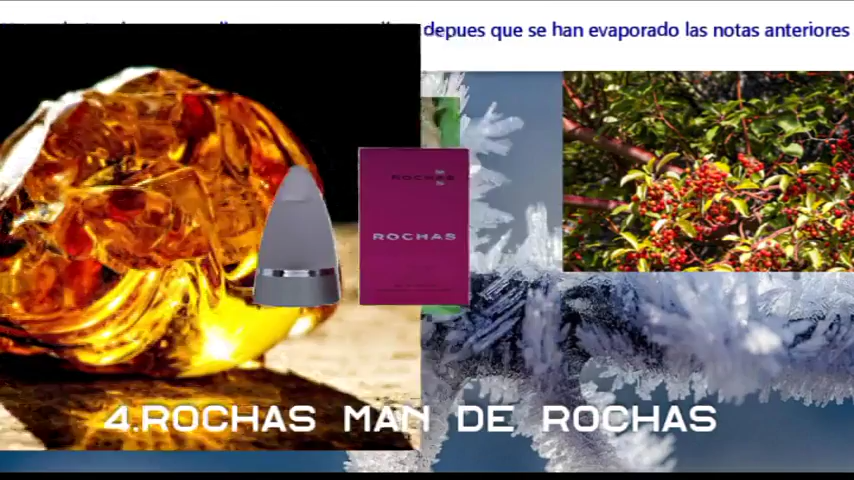 depues que se han evaporado las notas anteriores
ROCHAS
ROCHAS
4.ROCHAS MAN DE ROCHAS